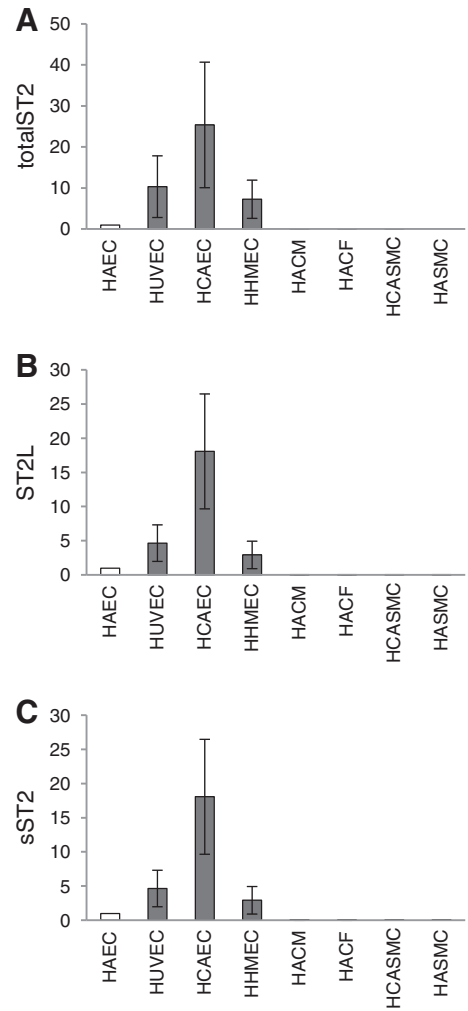 A
totalST2
50
40
30
20
10
0
HAEC
HUVEC
HCAEC
HHMEC
HACM
HACF
HCASMC
HASMC
B
ST2L
30
25
20
15
10
5
0
HAEC
HUVEC
HCAEC
HHMEC
HACM
HACF
HCASMC
HASMC
C
sST2
30
25
20
15
10
5
0
HAEC
HUVEC
HCAEC
HHMEC
HACM
HACF
HCASMC
HASMC